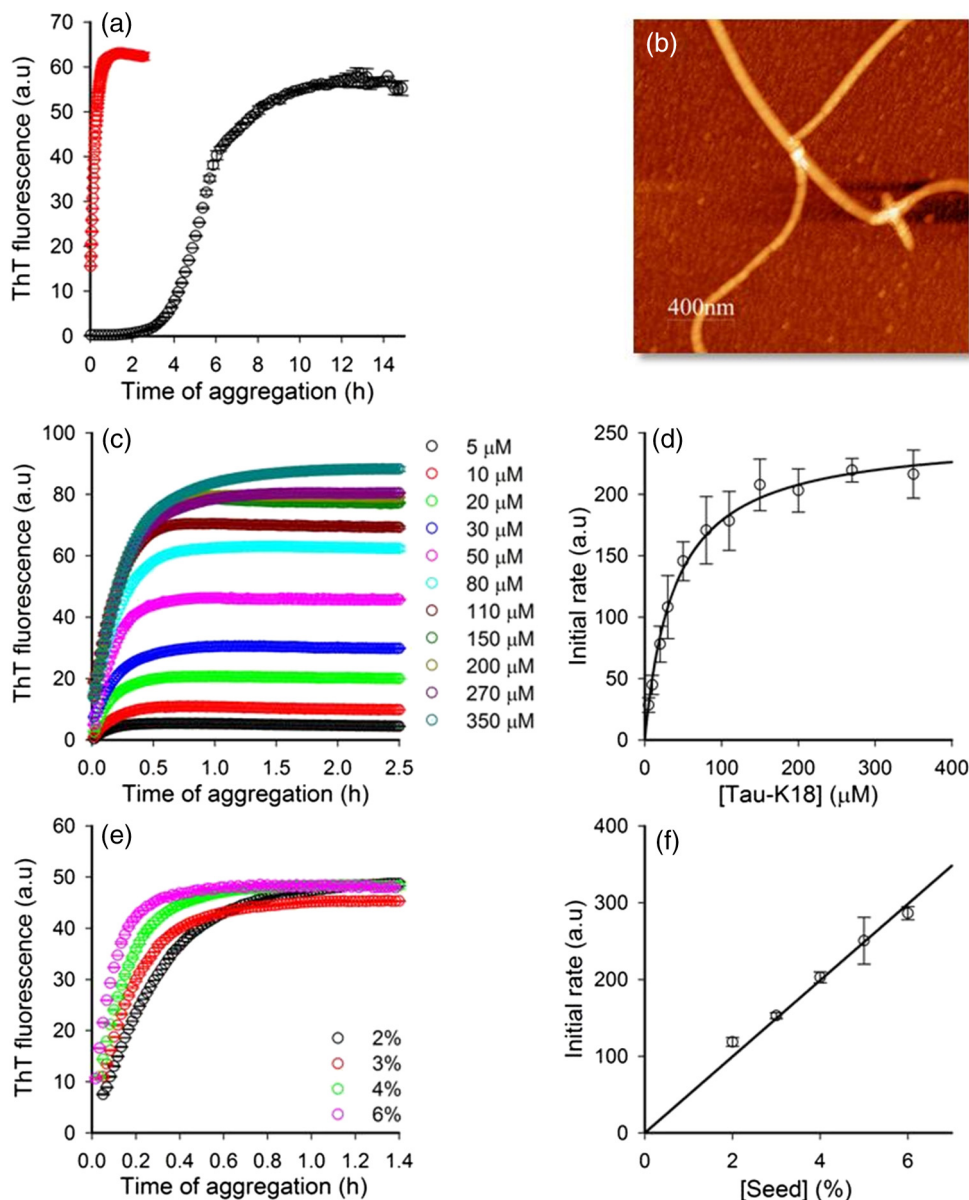 (a)
ThT fluorescence (a.u)
70
60
50
40
30
20
10
0
0 2 4 6 8 10 12 14
Time of aggregation (h)
(b)
400nm
(c)
ThT fluorescence (a.u)
100
80
60
40
20
0
0.0 0.5 1.0 1.5 2.0 2.5
Time of aggregation (h)
5 μM
10 μM
20 μM
30 μM
50 μM
80 μM
110 μM
150 μM
200 μM
270 μM
350 μM
(d)
Initial rate (a.u)
250
200
150
100
50
0
0 100 200 300 400
[Tau-K18] (μM)
(e)
ThT fluorescence (a.u)
60
50
40
30
20
10
0
0.0 0.2 0.4 0.6 0.8 1.0 1.2 1.4
Time of aggregation (h)
2%
3%
4%
6%
(f)
Initial rate (a.u)
400
300
200
100
0
0 2 4 6
[Seed] (%)